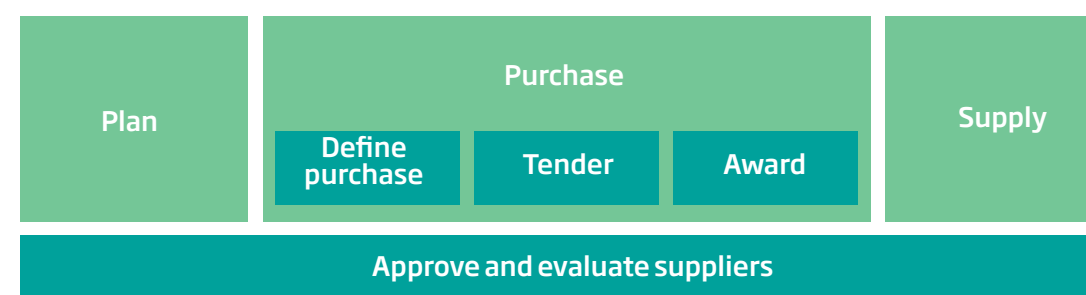 Plan
Purchase
Define
purchase
Tender
Award
Supply
Approve and evaluate suppliers